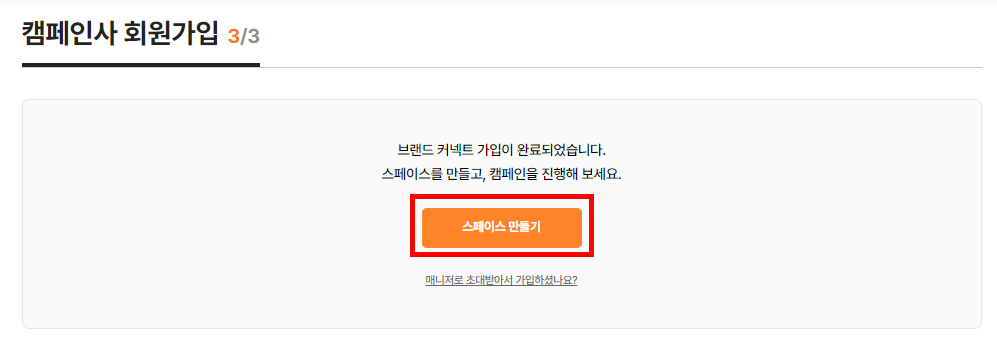 캠페인사 회원가입 3/3
브랜드 커넥트 가입이 완료되었습니다.
스페이스를 만들고, 캠페인을 진행해 보세요.
스페이스 만들기
매니저로 초대받아서 가입하셨나요?